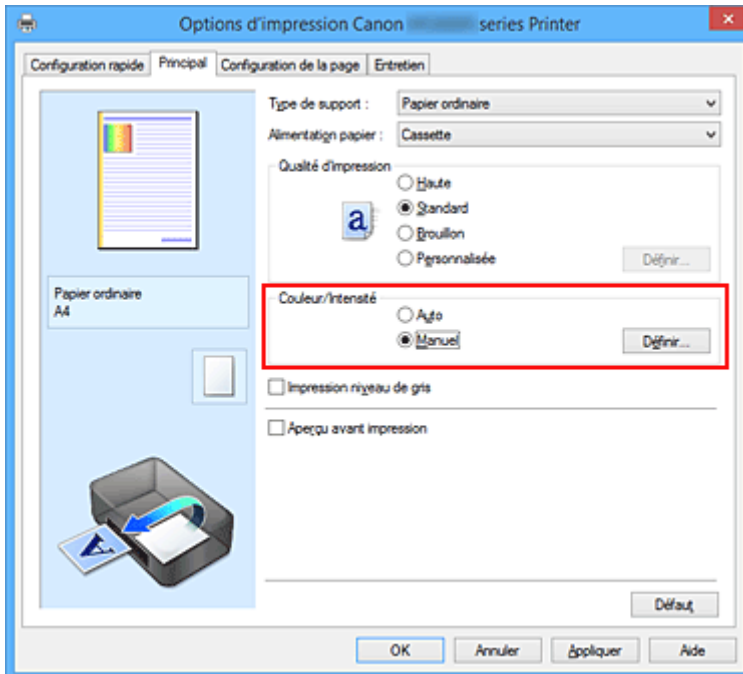 Options d'impression Canon series Printer
Configuration rapide Principal Configuration de la page Entretien
Type de support : Papier ordinaire
Alimentation papier : Cassette
Qualité d'impression
Haute
a
Standard
Brouillon
Personnalisée Définir...
Papier ordinaire
A4
Couleur/Intensité
Auto
Manuel Définir...
Impression niveau de gris
Aperçu avant impression
A
Défaut
OK Annuler Appliquer Aide